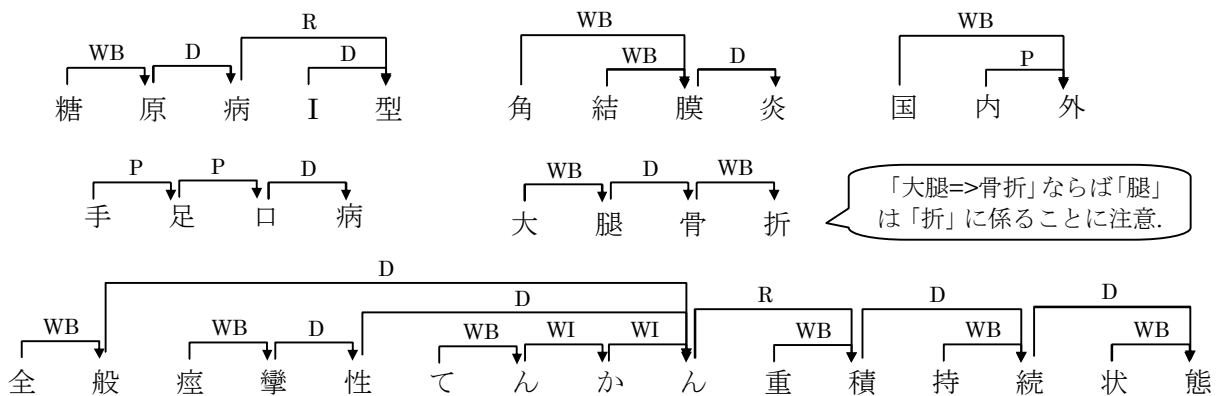 WB D R D
糖 原 病 I 型
WB WB D
角 結 膜 炎
WB P
国 内 外
P P D
手 足 口 病
WB D WB
大 腿 骨 折
「大腿=>骨折」ならば「腿」
は「折」に係ることに注意.
D
D R D D
WB WB D WB WI WI WB WB WB
全 般 痙 攣 性 て ん か ん 重 積 持 続 状 態